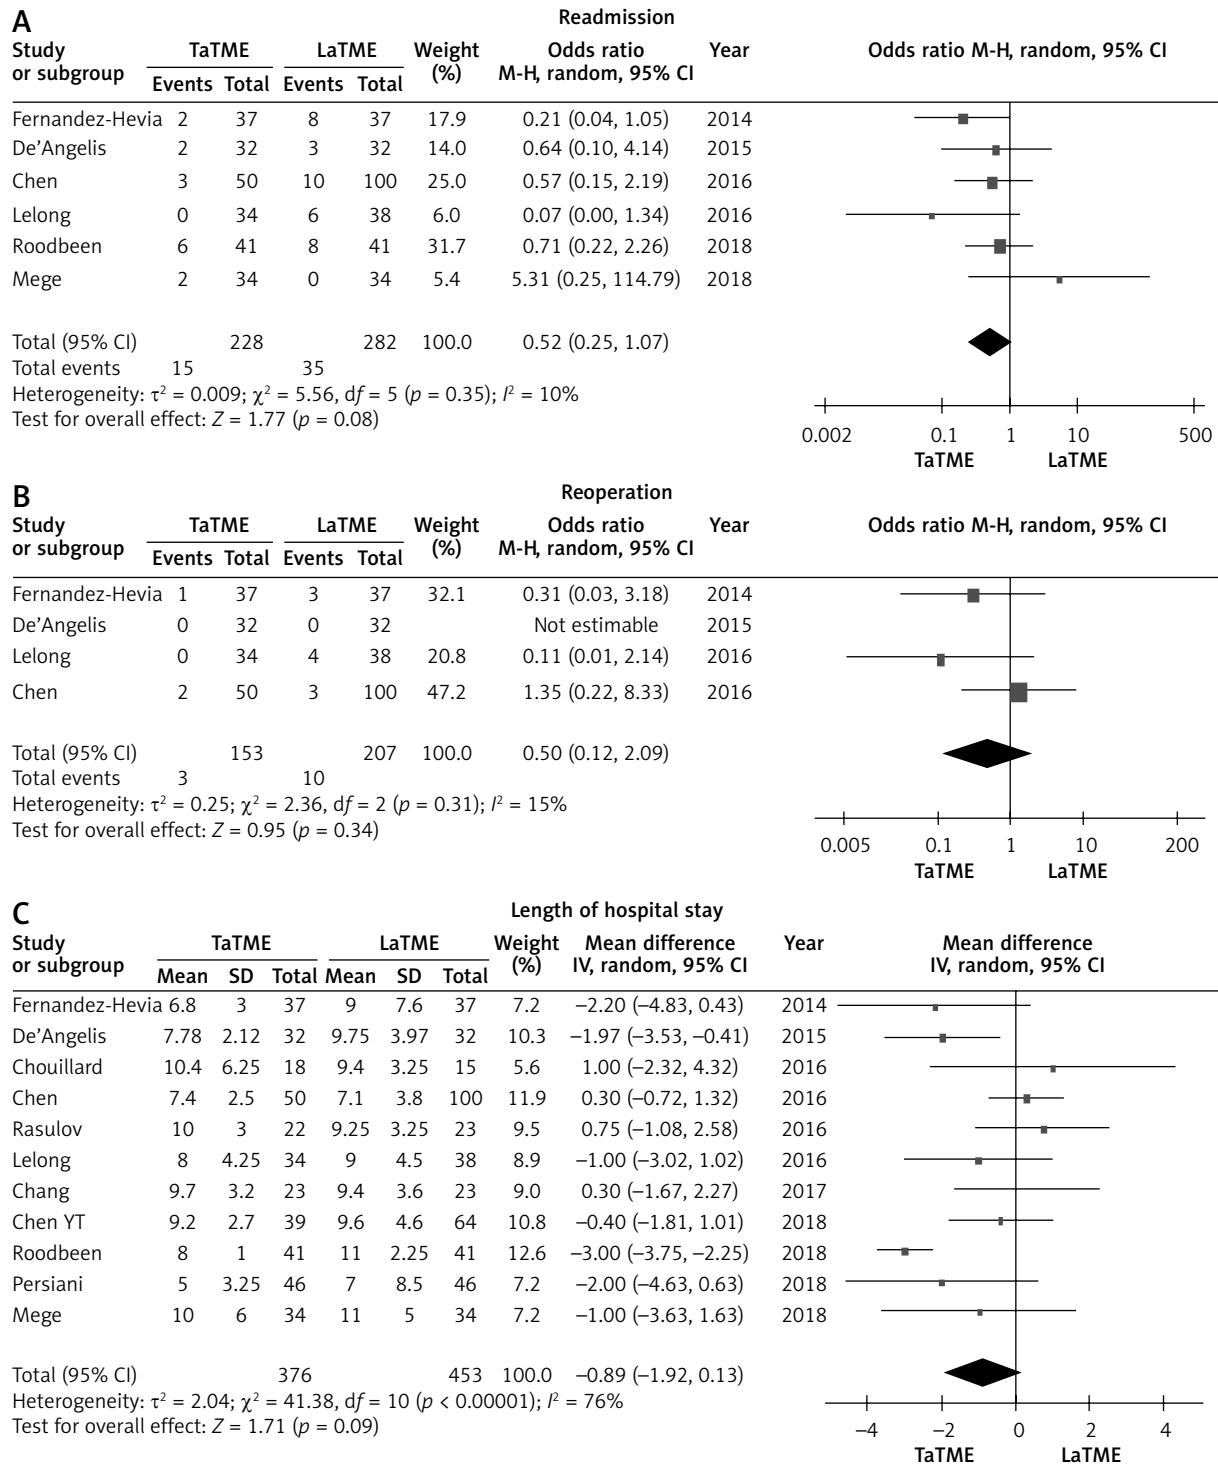 A
Readmission
Study or subgroup TaTME LaTME Weight (%) Odds ratio M-H, random, 95% CI Year Odds ratio M-H, random, 95% CI
Events Total Events Total
Fernandez-Hevia 2 37 8 37 17.9 0.21 (0.04, 1.05) 2014
De’Angelis 2 32 3 32 14.0 0.64 (0.10, 4.14) 2015
Chen 3 50 10 100 25.0 0.57 (0.15, 2.19) 2016
Lelong 0 34 6 38 6.0 0.07 (0.00, 1.34) 2016
Roodbeen 6 41 8 41 31.7 0.71 (0.22, 2.26) 2018
Mege 2 34 0 34 5.4 5.31 (0.25, 114.79) 2018
Total (95% CI) 228 282 100.0 0.52 (0.25, 1.07)
Total events 15 35
Heterogeneity: τ² = 0.009; χ² = 5.56, df = 5 (p = 0.35); I² = 10%
Test for overall effect: Z = 1.77 (p = 0.08)
0.002 0.1 1 10 500
TaTME LaTME
B
Reoperation
Study or subgroup TaTME LaTME Weight (%) Odds ratio M-H, random, 95% CI Year Odds ratio M-H, random, 95% CI
Events Total Events Total
Fernandez-Hevia 1 37 3 37 32.1 0.31 (0.03, 3.18) 2014
De’Angelis 0 32 0 32 Not estimable 2015
Lelong 0 34 4 38 20.8 0.11 (0.01, 2.14) 2016
Chen 2 50 3 100 47.2 1.35 (0.22, 8.33) 2016
Total (95% CI) 153 207 100.0 0.50 (0.12, 2.09)
Total events 3 10
Heterogeneity: τ² = 0.25; χ² = 2.36, df = 2 (p = 0.31); I² = 15%
Test for overall effect: Z = 0.95 (p = 0.34)
0.005 0.1 1 10 200
TaTME LaTME
C
Length of hospital stay
Study or subgroup TaTME LaTME Weight (%) Mean difference IV, random, 95% CI Year Mean difference IV, random, 95% CI
Mean SD Total Mean SD Total
Fernandez-Hevia 6.8 3 37 9 7.6 37 7.2 −2.20 (−4.83, 0.43) 2014
De’Angelis 7.78 2.12 32 9.75 3.97 32 10.3 −1.97 (−3.53, −0.41) 2015
Chouillard 10.4 6.25 18 9.4 3.25 15 5.6 1.00 (−2.32, 4.32) 2016
Chen 7.4 2.5 50 7.1 3.8 100 11.9 0.30 (−0.72, 1.32) 2016
Rasulov 10 3 22 9.25 3.25 23 9.5 0.75 (−1.08, 2.58) 2016
Lelong 8 4.25 34 9 4.5 38 8.9 −1.00 (−3.02, 1.02) 2016
Chang 9.7 3.2 23 9.4 3.6 23 9.0 0.30 (−1.67, 2.27) 2017
Chen YT 9.2 2.7 39 9.6 4.6 64 10.8 −0.40 (−1.81, 1.01) 2018
Roodbeen 8 1 41 11 2.25 41 12.6 −3.00 (−3.75, −2.25) 2018
Persiani 5 3.25 46 7 8.5 46 7.2 −2.00 (−4.63, 0.63) 2018
Mege 10 6 34 11 5 34 7.2 −1.00 (−3.63, 1.63) 2018
Total (95% CI) 376 453 100.0 −0.89 (−1.92, 0.13)
Heterogeneity: τ² = 2.04; χ² = 41.38, df = 10 (p < 0.00001); I² = 76%
Test for overall effect: Z = 1.71 (p = 0.09)
−4 −2 0 2 4
TaTME LaTME